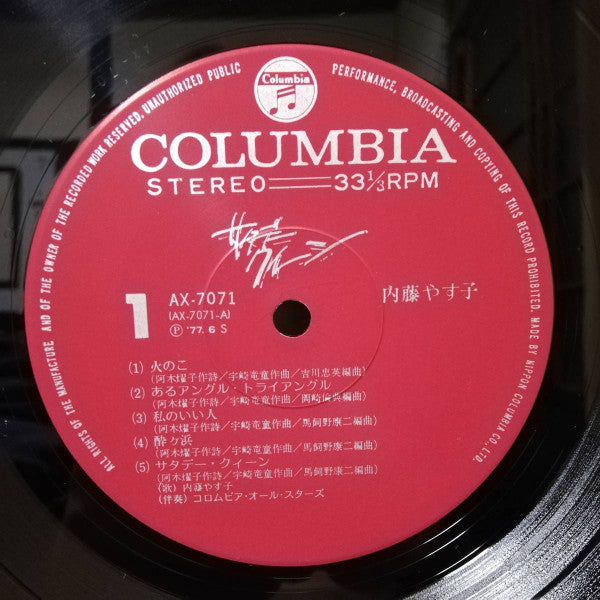 ALL RIGHTS OF THE MANUFACTURE AND OF THE OWNER OF THE RECORDED WORK RESERVED. UNAUTHORIZED PUBLIC PERFORMANCE, BROADCASTING AND COPYING OF THIS RECORD PROHIBITED. MADE BY NIPPON COLUMBIA CO., LTD.
Columbia
COLUMBIA
STEREO 33⅓RPM
サタデー
クィーン
内藤やす子
1
AX-7071
(AX-7071-A)
Ⓟ '77. 6 S
(1) 火のこ
(阿木燿子作詩/宇崎竜童作曲/吉川忠英編曲)
(2) あるアングル・トライアングル
(阿木燿子作詩/宇崎竜童作曲/編曲)
(3) 私のいい人
(阿木燿子作詩/宇崎竜童作曲/馬飼野康二編曲)
(4) 酔ヶ浜
(阿木燿子作詩/宇崎竜童作曲/馬飼野康二編曲)
(5) サタデー・クィーン
(阿木燿子作詩/宇崎竜童作曲/馬飼野康二編曲)
(歌) 内藤やす子
(伴奏) コロムビア・オール・スターズ